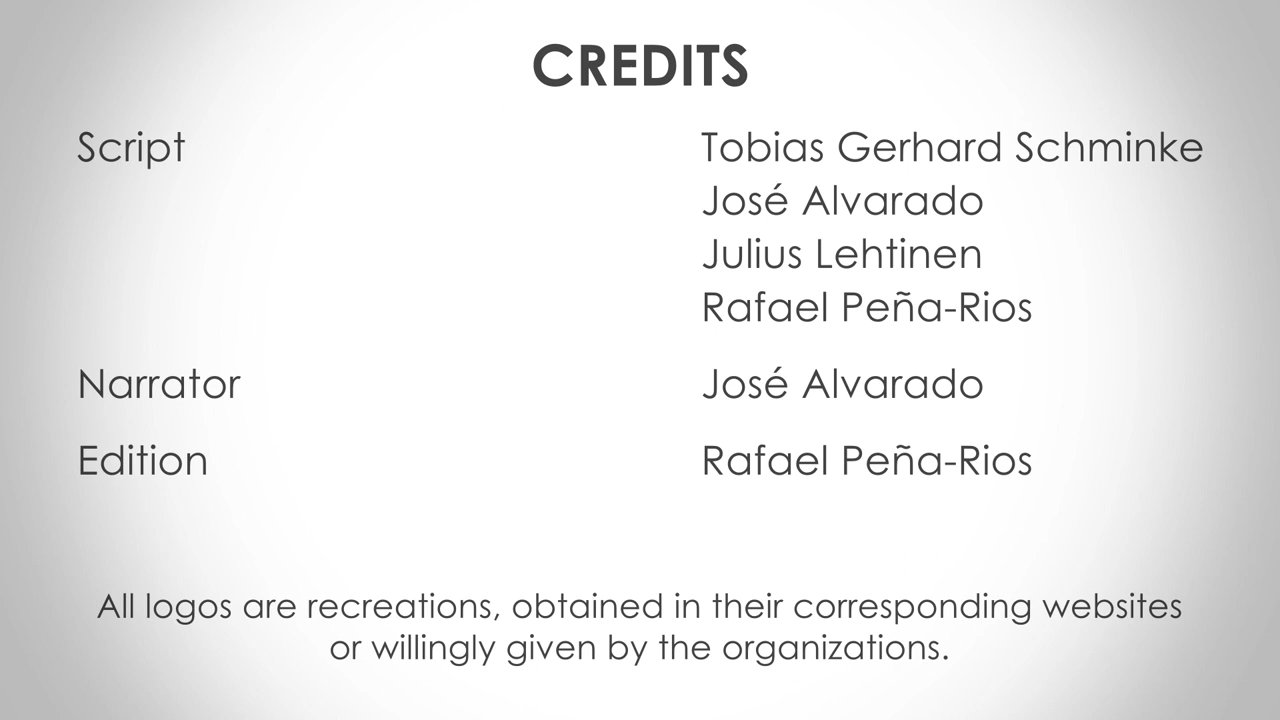 CREDITS
Script Tobias Gerhard Schminke
José Alvarado
Julius Lehtinen
Rafael Peña-Rios
Narrator José Alvarado
Edition Rafael Peña-Rios
All logos are recreations, obtained in their corresponding websites
or willingly given by the organizations.